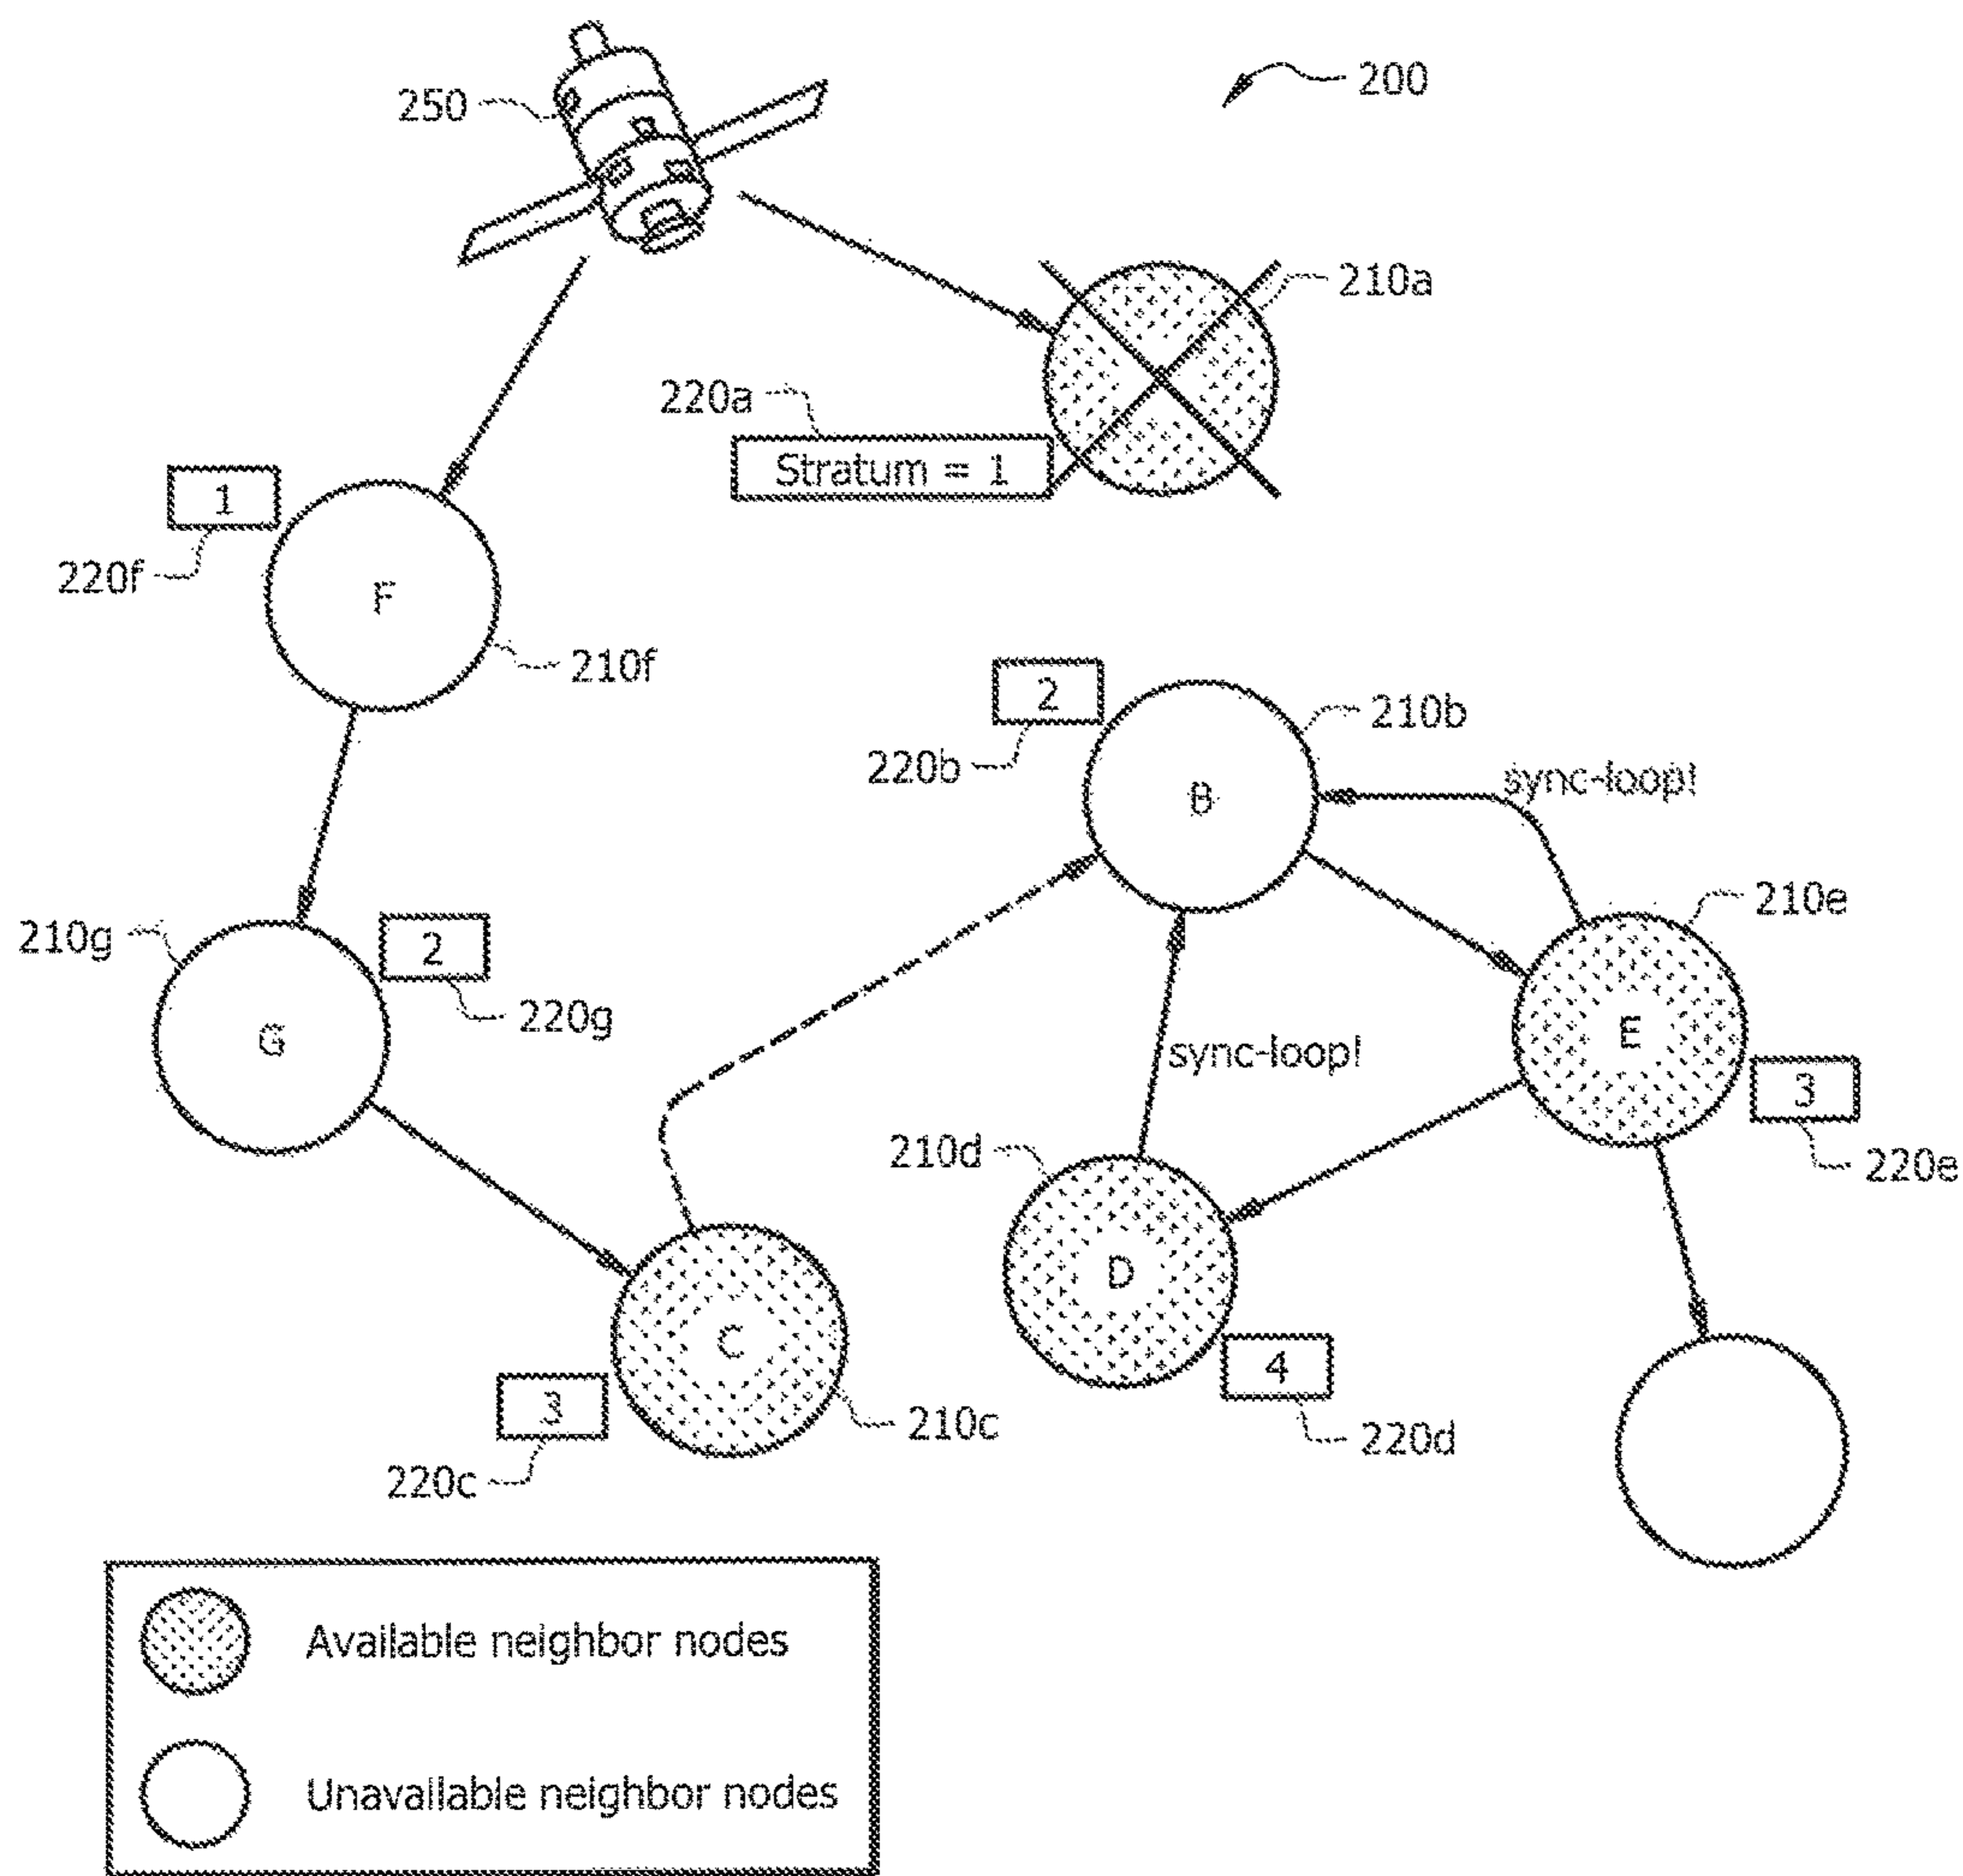 250
200
210a
220a
Stratum = 1
1
220f
F
210f
2
220b
210b
B
sync-loop!
210g
2
220g
G
210e
E
sync-loop!
3
220e
210d
D
C
3
220c
210c
4
220d
Available neighbor nodes
Unavailable neighbor nodes